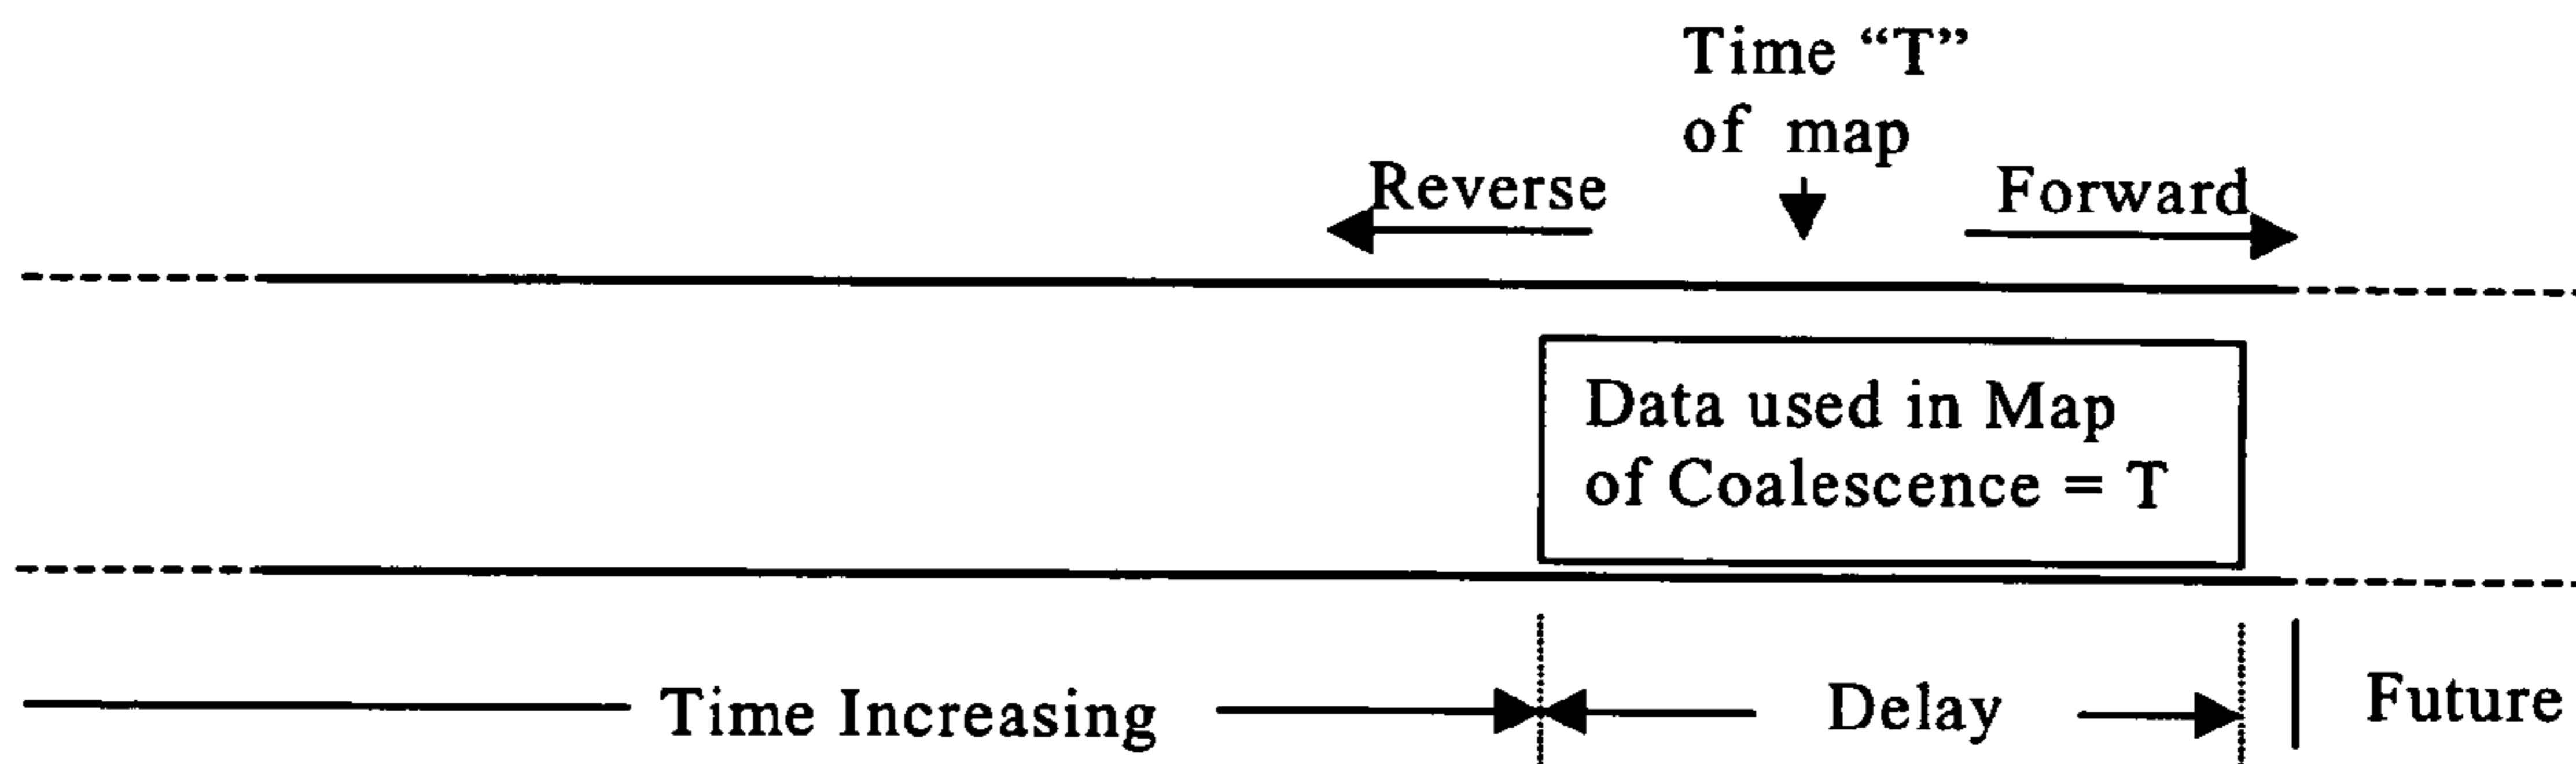 Time “T”
of map
Reverse
Forward
Data used in Map
of Coalescence = T
Time Increasing
Delay
Future